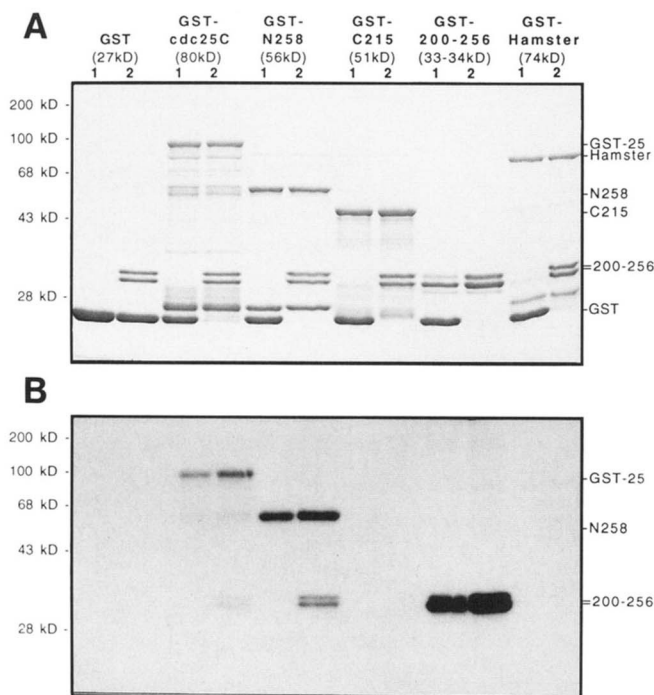 A
GST
(27kD)
1 2
GST-
cdc25C
(80kD)
1 2
GST-
N258
(56kD)
1 2
GST-
C215
(51kD)
1 2
GST-
200-256
(33-34kD)
1 2
GST-
Hamster
(74kD)
1 2
200 kD -
100 kD -
68 kD -
43 kD -
28 kD -
GST-25
Hamster
N258
C215
200-256
GST
B
200 kD -
100 kD -
68 kD -
43 kD -
28 kD -
GST-25
N258
200-256